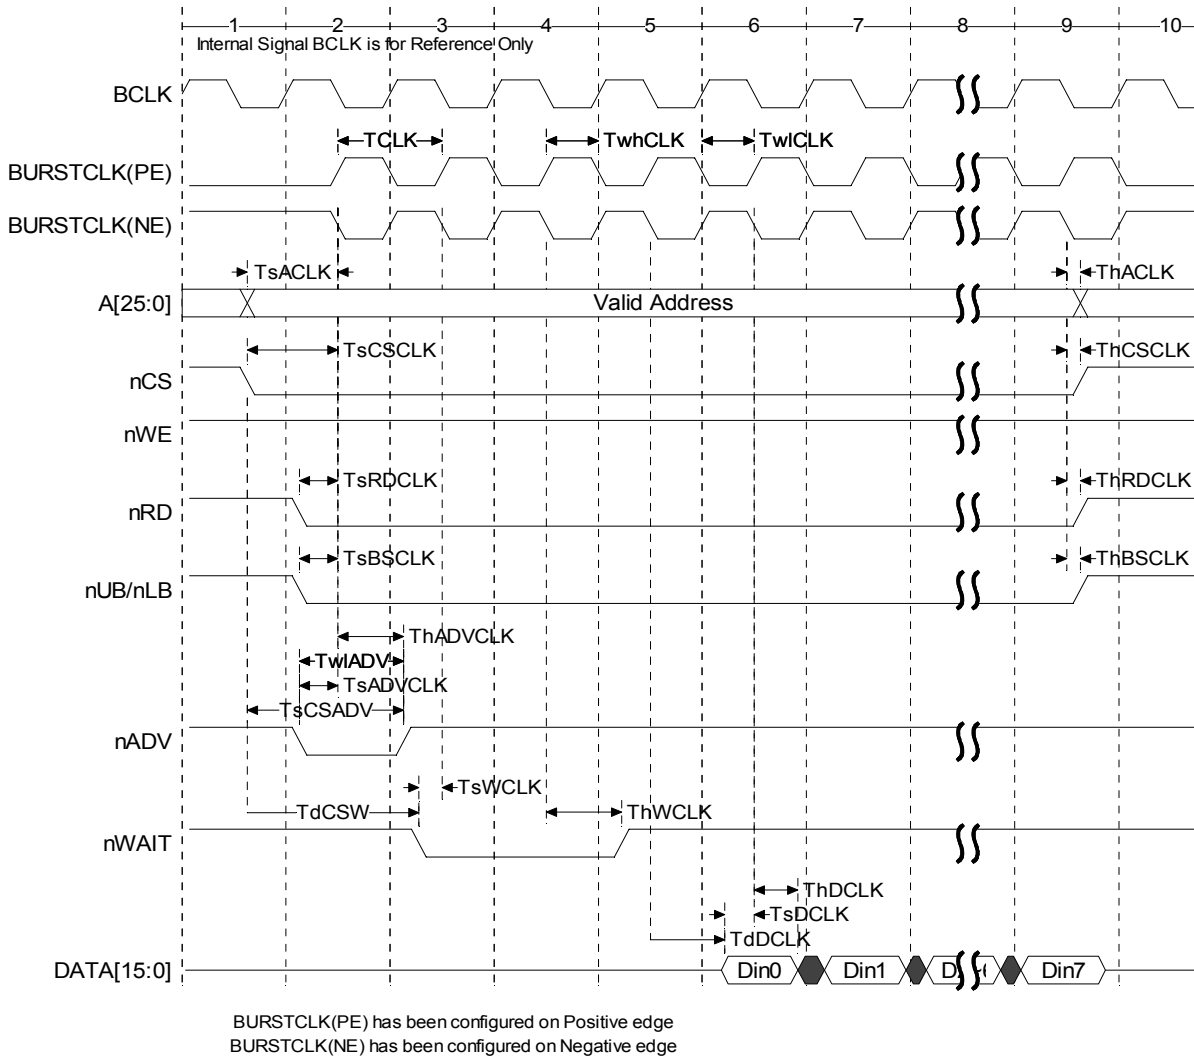 1 2 3 4 5 6 7 8 9 10
Internal Signal BCLK is for Reference Only
BCLK
TCLK TwhCLK TwlCLK
BURSTCLK(PE)
BURSTCLK(NE)
TsACLK ThACLK
A[25:0] Valid Address
TsCSCLK ThCSCLK
nCS
nWE
TsRDCLK ThRDCLK
nRD
TsBSCLK ThBSCLK
nUB/nLB
ThADVCLK
TwlADV
TsADVCLK
TsCSADV
nADV
TsWCLK
TdCSW ThWCLK
nWAIT
ThDCLK
TsDCLK
TdDCLK
DATA[15:0] Din0 Din1 Din7
BURSTCLK(PE) has been configured on Positive edge
BURSTCLK(NE) has been configured on Negative edge